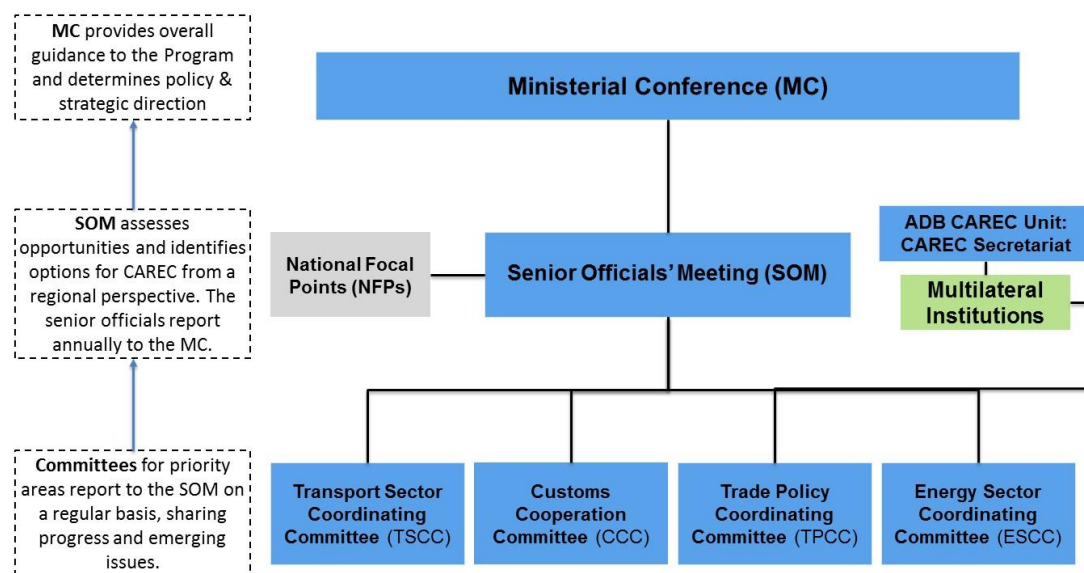 MC provides overall
guidance to the Program
and determines policy &
strategic direction
Ministerial Conference (MC)
SOM assesses
opportunities and identifies
options for CAREC from a
regional perspective. The
senior officials report
annually to the MC.
National Focal
Points (NFPs)
Senior Officials’ Meeting (SOM)
ADB CAREC Unit:
CAREC Secretariat
Multilateral
Institutions
Committees for priority
areas report to the SOM on
a regular basis, sharing
progress and emerging
issues.
Transport Sector
Coordinating
Committee (TSCC)
Customs
Cooperation
Committee (CCC)
Trade Policy
Coordinating
Committee (TPCC)
Energy Sector
Coordinating
Committee (ESCC)